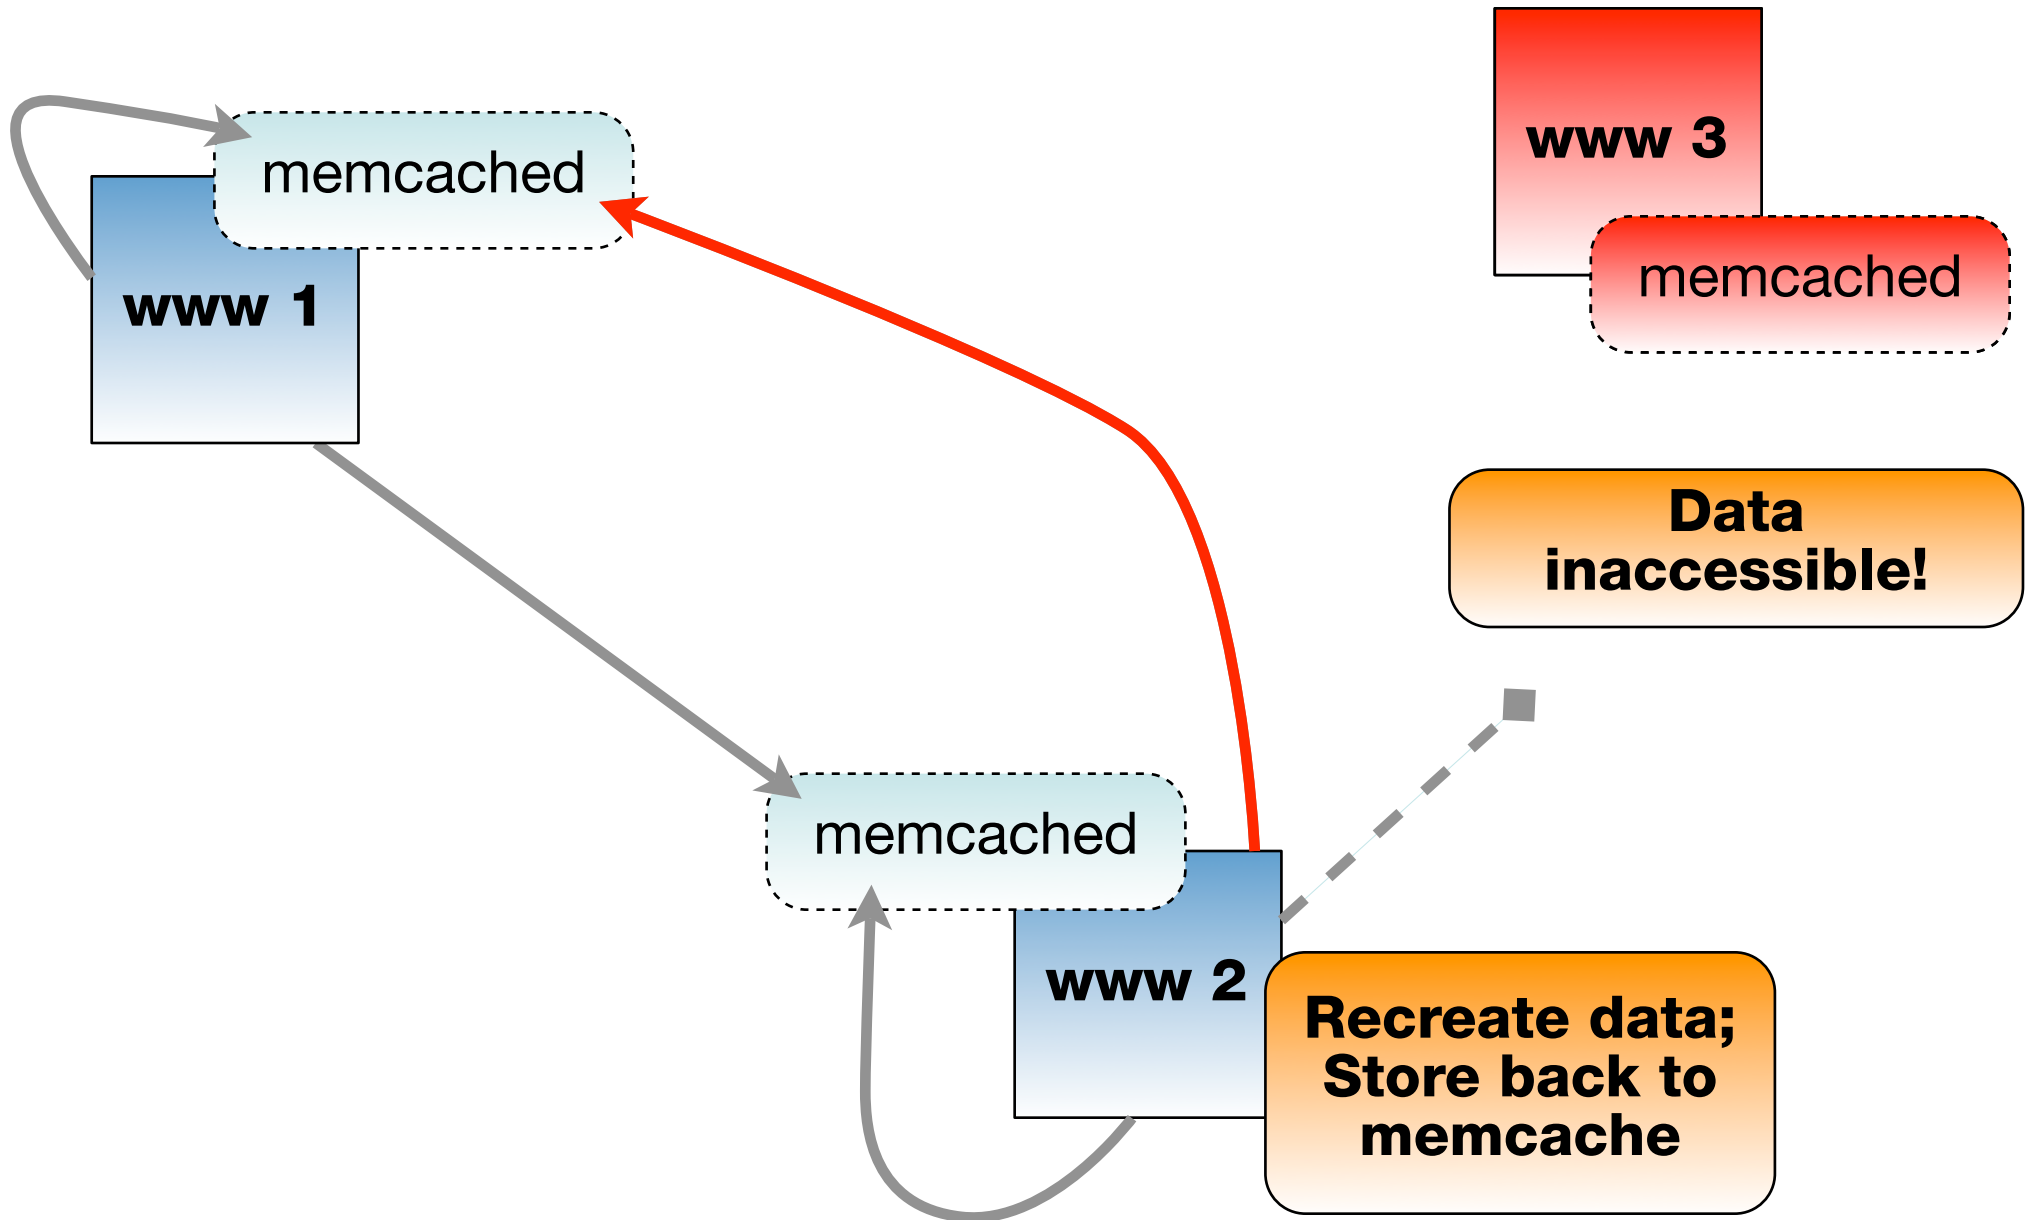 memcached
www 1
www 3
memcached
Data
inaccessible!
memcached
www 2
Recreate data;
Store back to
memcache